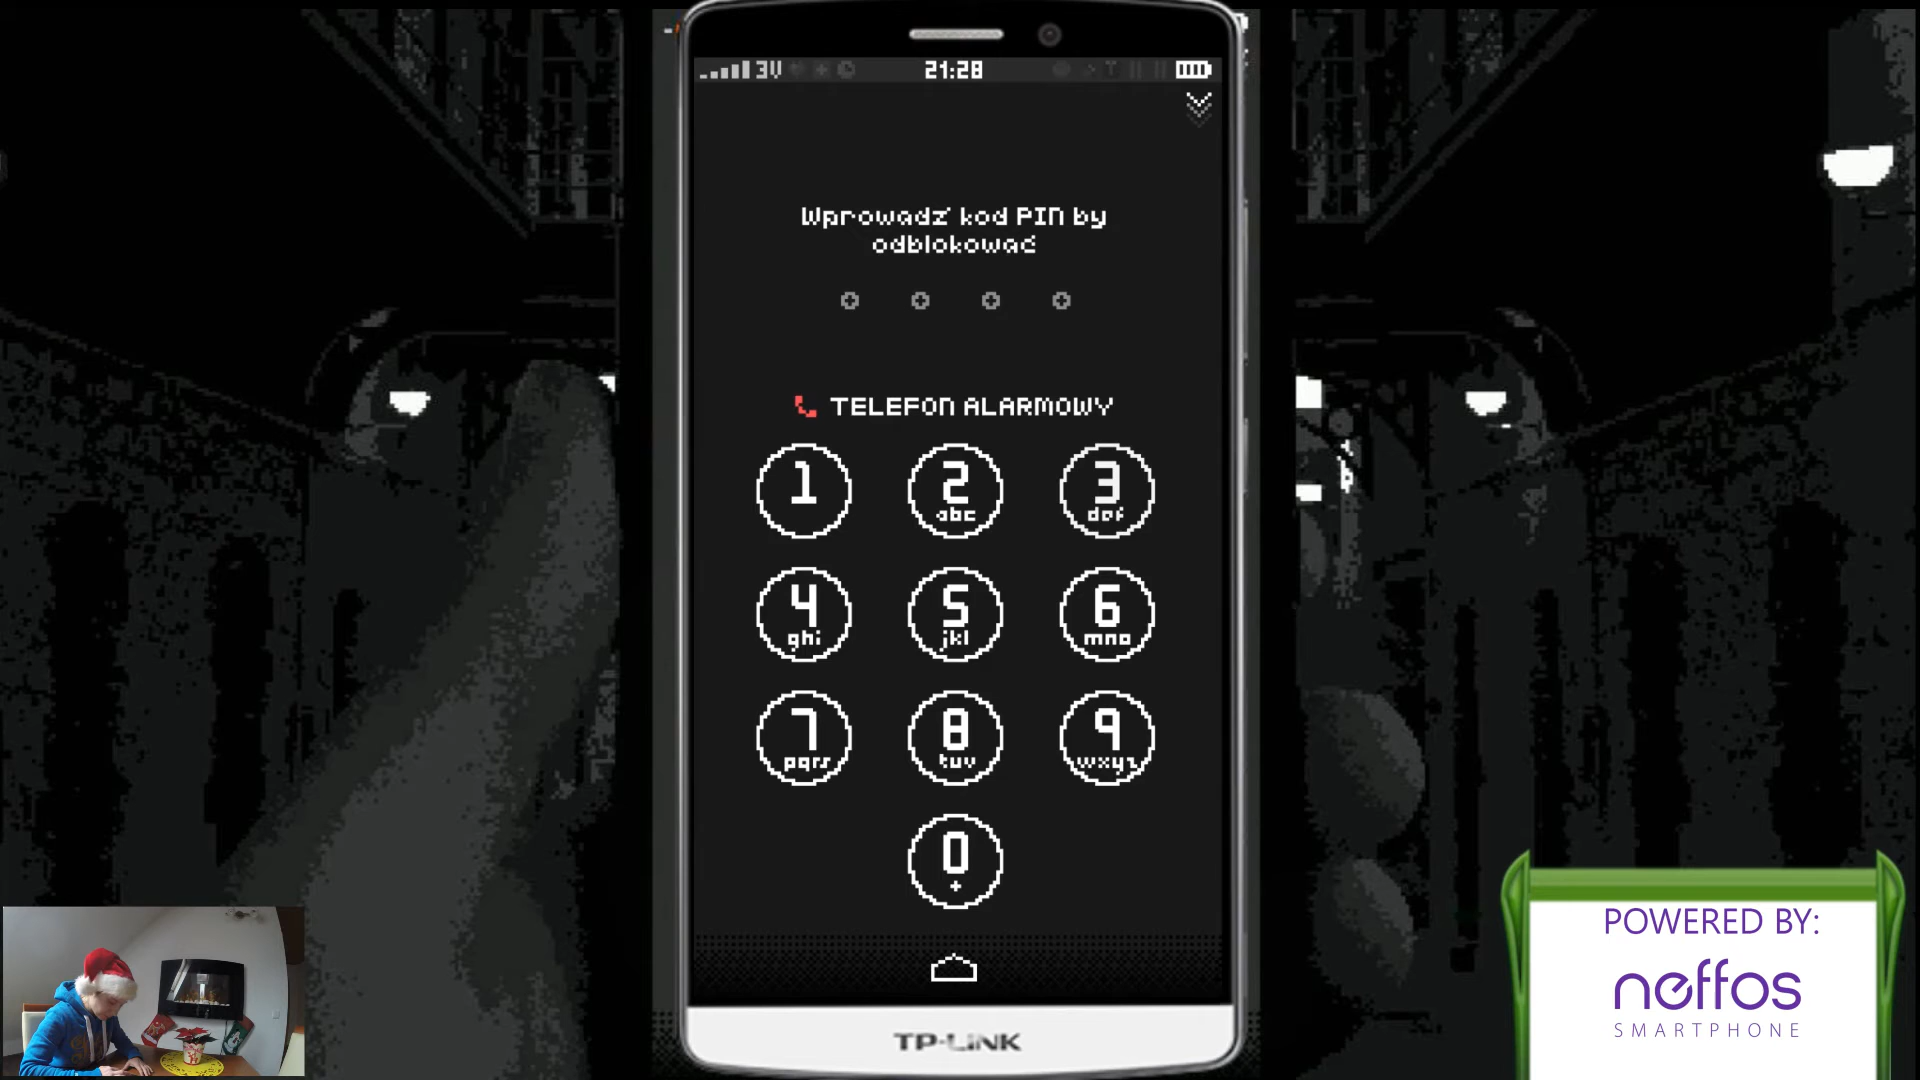 3V
21:28
Wprowadź kod PIN by
odblokować
TELEFON ALARMOWY
1
2
abc
3
def
4
ghi
5
jkl
6
mno
7
pqrs
8
tuv
9
wxyz
0
+
TP-LINK
POWERED BY:
neffos
SMARTPHONE